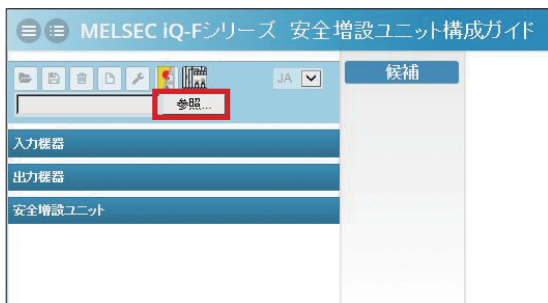 MELSEC iQ-Fシリーズ 安全増設ユニット構成ガイド
JA
候補
参照...
入力機器
出力機器
安全増設ユニット